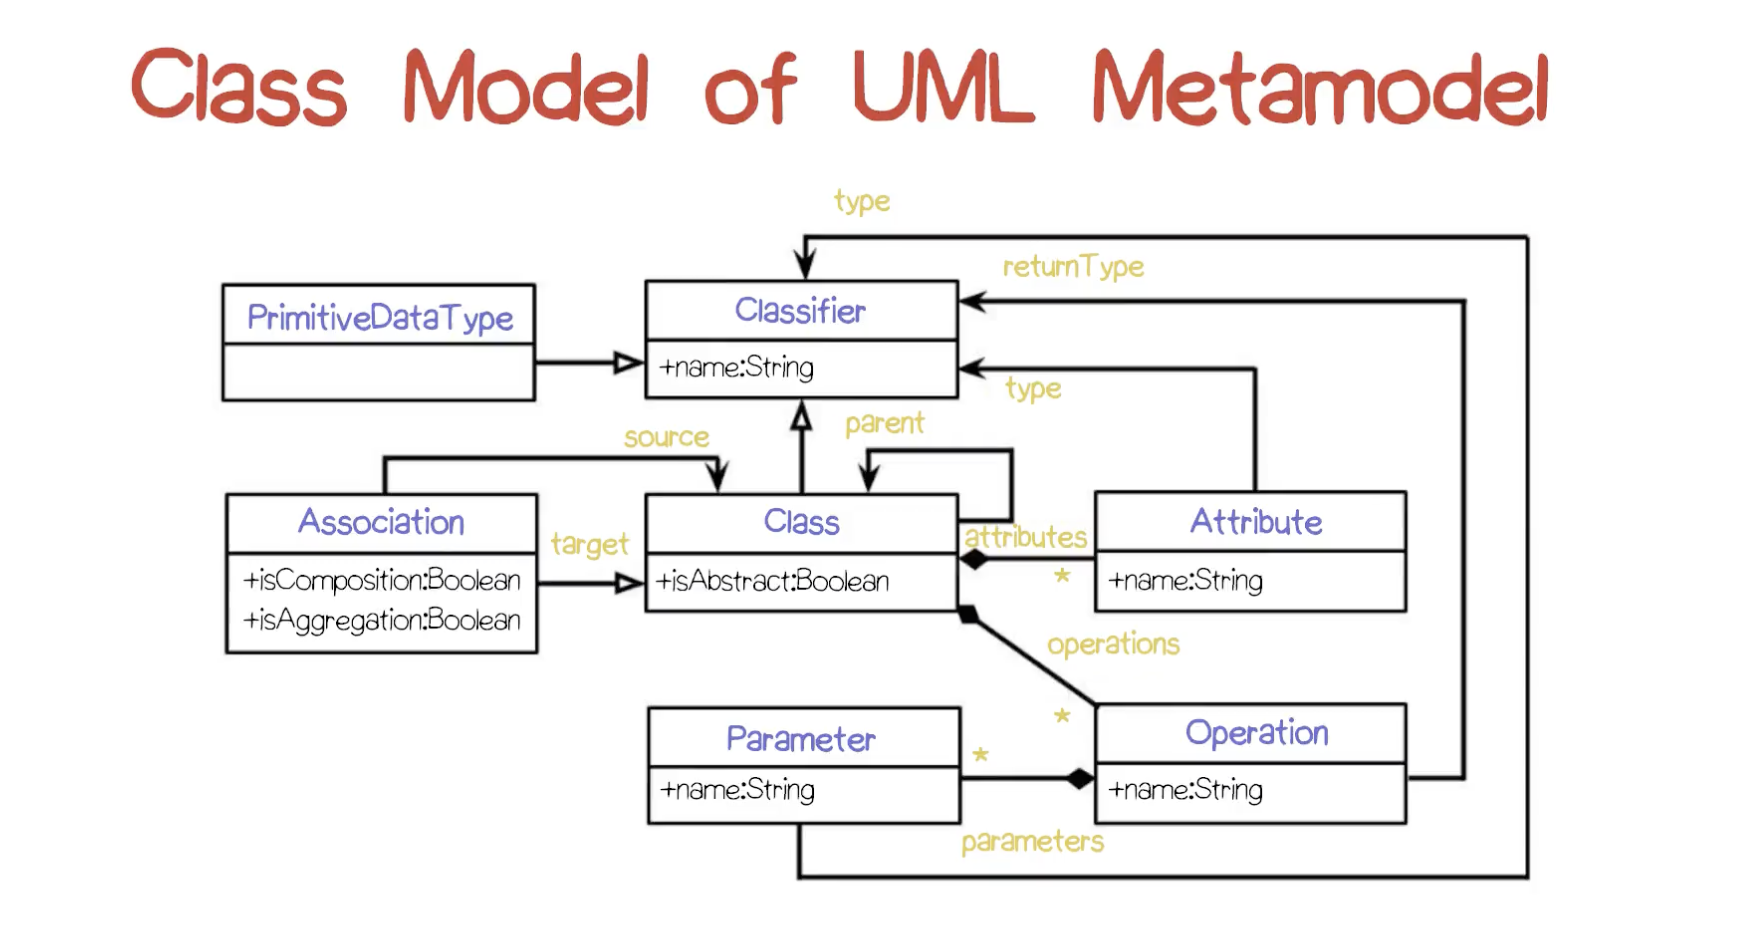 Class Model of UML Metamodel
type
returnType
PrimitiveDataType
Classifier
+name:String
type
source
parent
Association
target
Class
attributes
Attribute
+isComposition:Boolean
+isAggregation:Boolean
+isAbstract:Boolean
*
+name:String
operations
*
Parameter
*
Operation
+name:String
+name:String
parameters